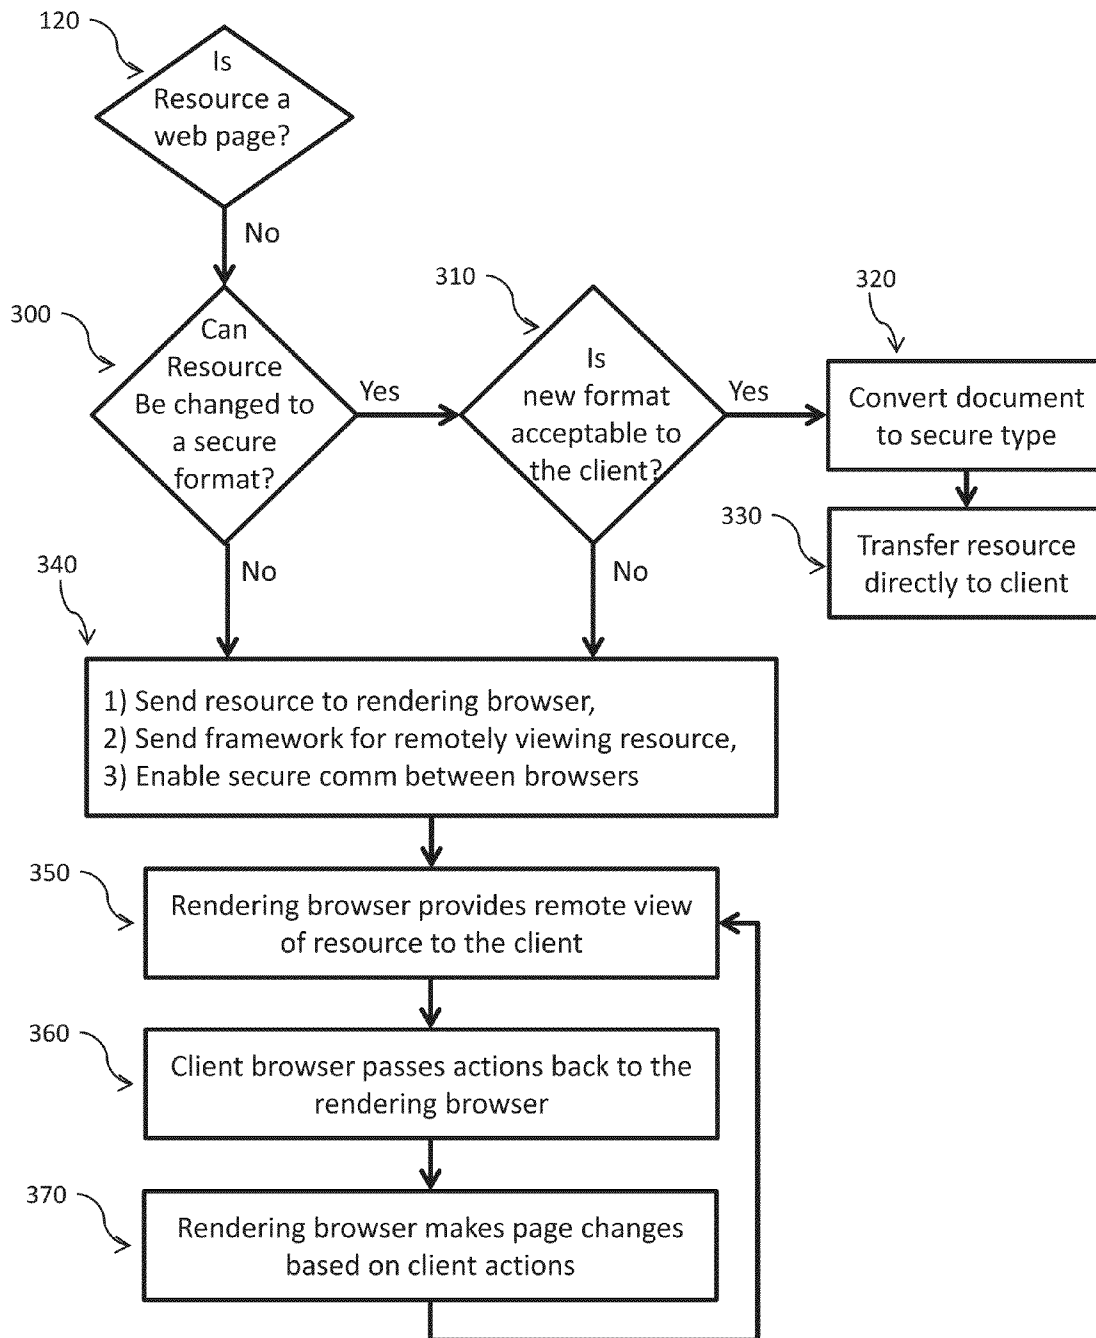 120
Is
Resource a
web page?
No
300
Can
Resource
Be changed to
a secure
format?
Yes
310
Is
new format
acceptable to
the client?
Yes
320
Convert document
to secure type
330
Transfer resource
directly to client
No
No
340
1) Send resource to rendering browser,
2) Send framework for remotely viewing resource,
3) Enable secure comm between browsers
350
Rendering browser provides remote view
of resource to the client
360
Client browser passes actions back to the
rendering browser
370
Rendering browser makes page changes
based on client actions